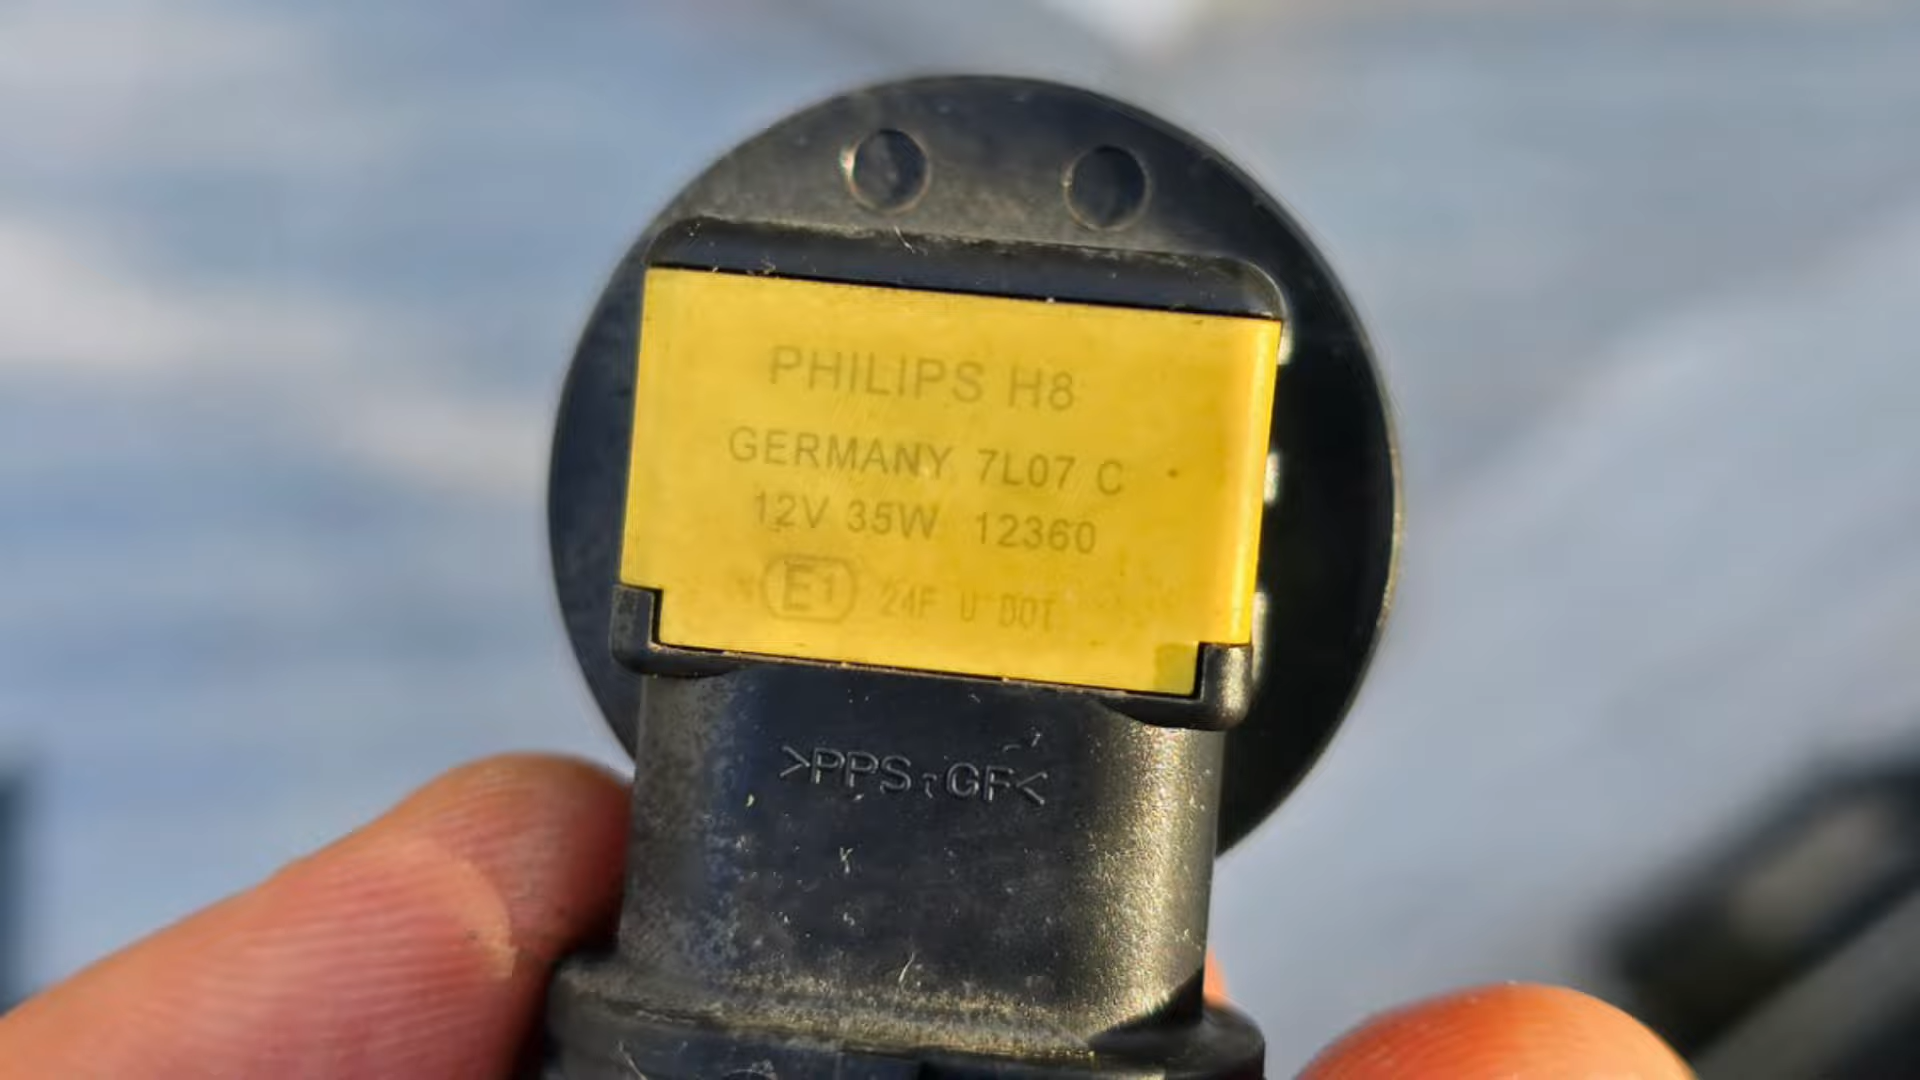 PHILIPS H8
GERMANY 7L07 C
12V 35W 12360
E1 24F U DOT
>PPS-GF<